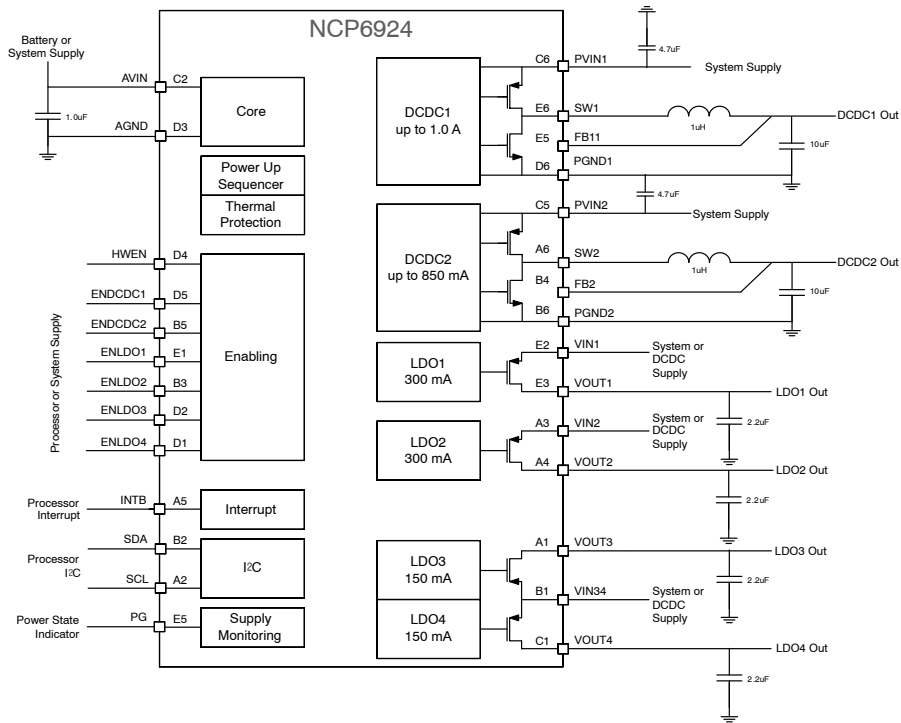 NCP6924
Battery or
System Supply
AVIN
C2
1.0uF
AGND
D3
Core
Power Up
Sequencer
Thermal
Protection
Processor or System Supply
HWEN
D4
ENDCDC1
D5
ENDCDC2
B5
ENLDO1
E1
ENLDO2
B3
ENLDO3
D2
ENLDO4
D1
Enabling
Processor
Interrupt
INTB
A5
Interrupt
Processor
I²C
SDA
B2
SCL
A2
I²C
Power State
Indicator
PG
E5
Supply
Monitoring
DCDC1
up to 1.0 A
C6
PVIN1
4.7uF
System Supply
E6
SW1
1uH
DCDC1 Out
E5
FB11
10uF
D6
PGND1
DCDC2
up to 850 mA
C5
PVIN2
4.7uF
System Supply
A6
SW2
1uH
DCDC2 Out
B4
FB2
10uF
B6
PGND2
LDO1
300 mA
E2
VIN1
System or
DCDC
Supply
E3
VOUT1
LDO1 Out
2.2uF
LDO2
300 mA
A3
VIN2
System or
DCDC
Supply
A4
VOUT2
LDO2 Out
2.2uF
LDO3
150 mA
A1
VOUT3
LDO3 Out
2.2uF
B1
VIN34
System or
DCDC
Supply
LDO4
150 mA
C1
VOUT4
LDO4 Out
2.2uF